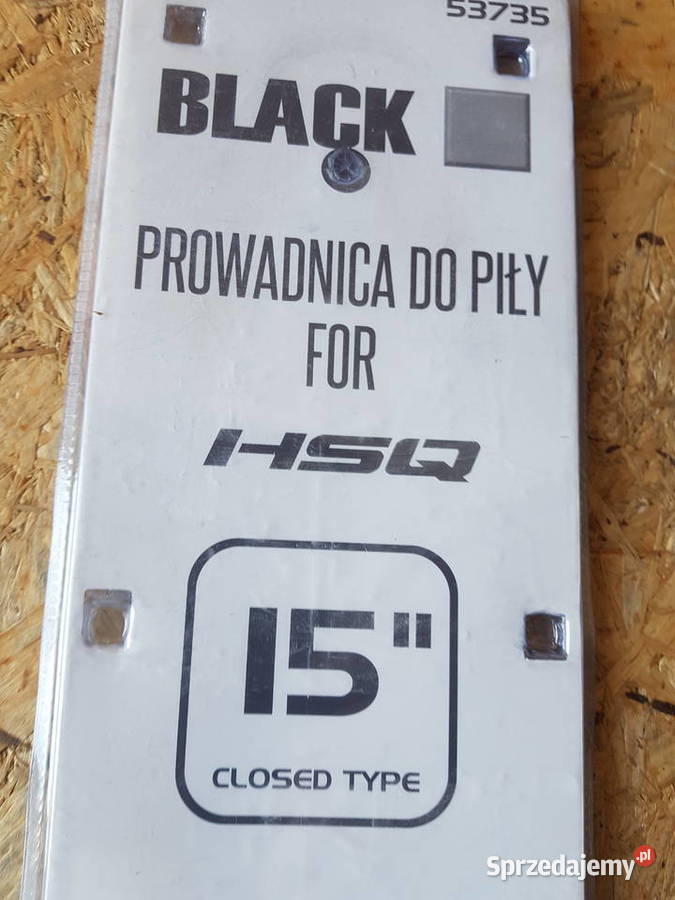 53735
BLACK
PROWADNICA DO PIŁY
FOR
HSQ
15"
CLOSED TYPE
Sprzedajemy.pl